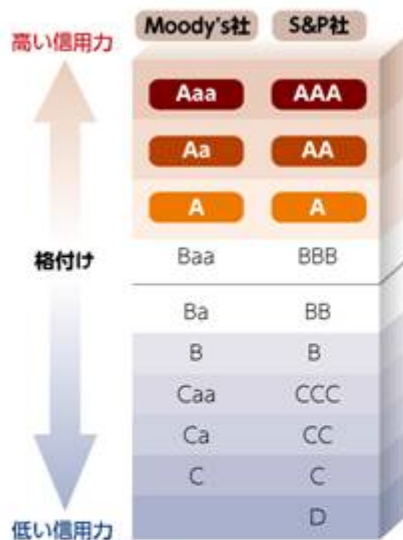 Moody's社 S&P社
高い信用力
Aaa AAA
Aa AA
A A
格付け Baa BBB
Ba BB
B B
Caa CCC
Ca CC
C C
低い信用力 D